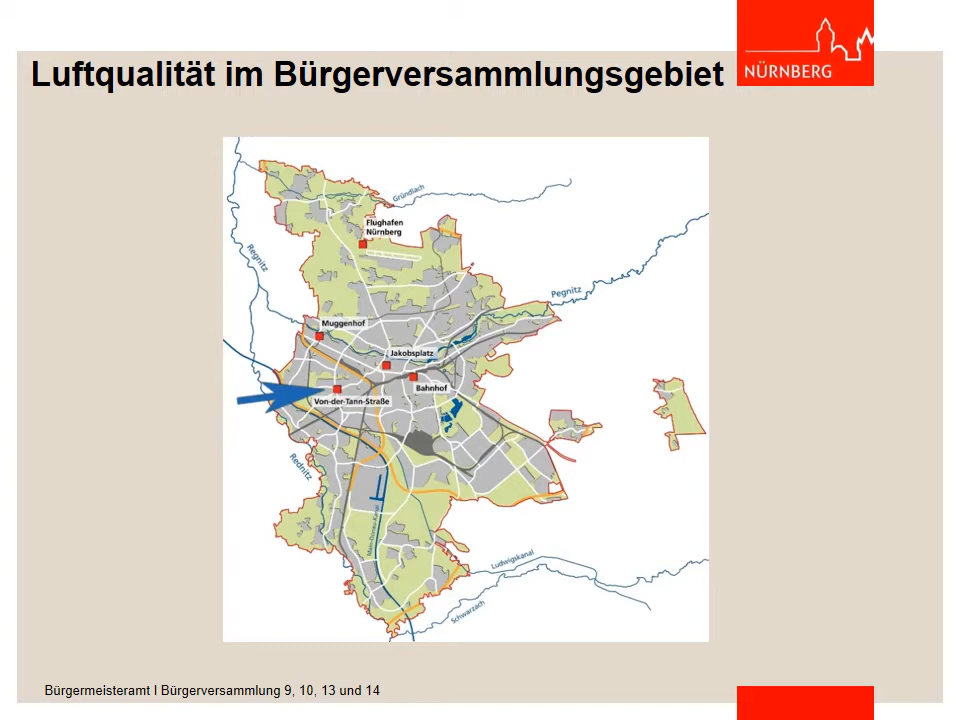 Luftqualität im Bürgerversammlungsgebiet
NÜRNBERG
Gründlach
Flughafen
Nürnberg
Regnitz
Pegnitz
Muggenhof
Jakobsplatz
Bahnhof
Von-der-Tann-Straße
Rednitz
Main-Donau-Kanal
Ludwigskanal
Schwarzach
Bürgermeisteramt I Bürgerversammlung 9, 10, 13 und 14